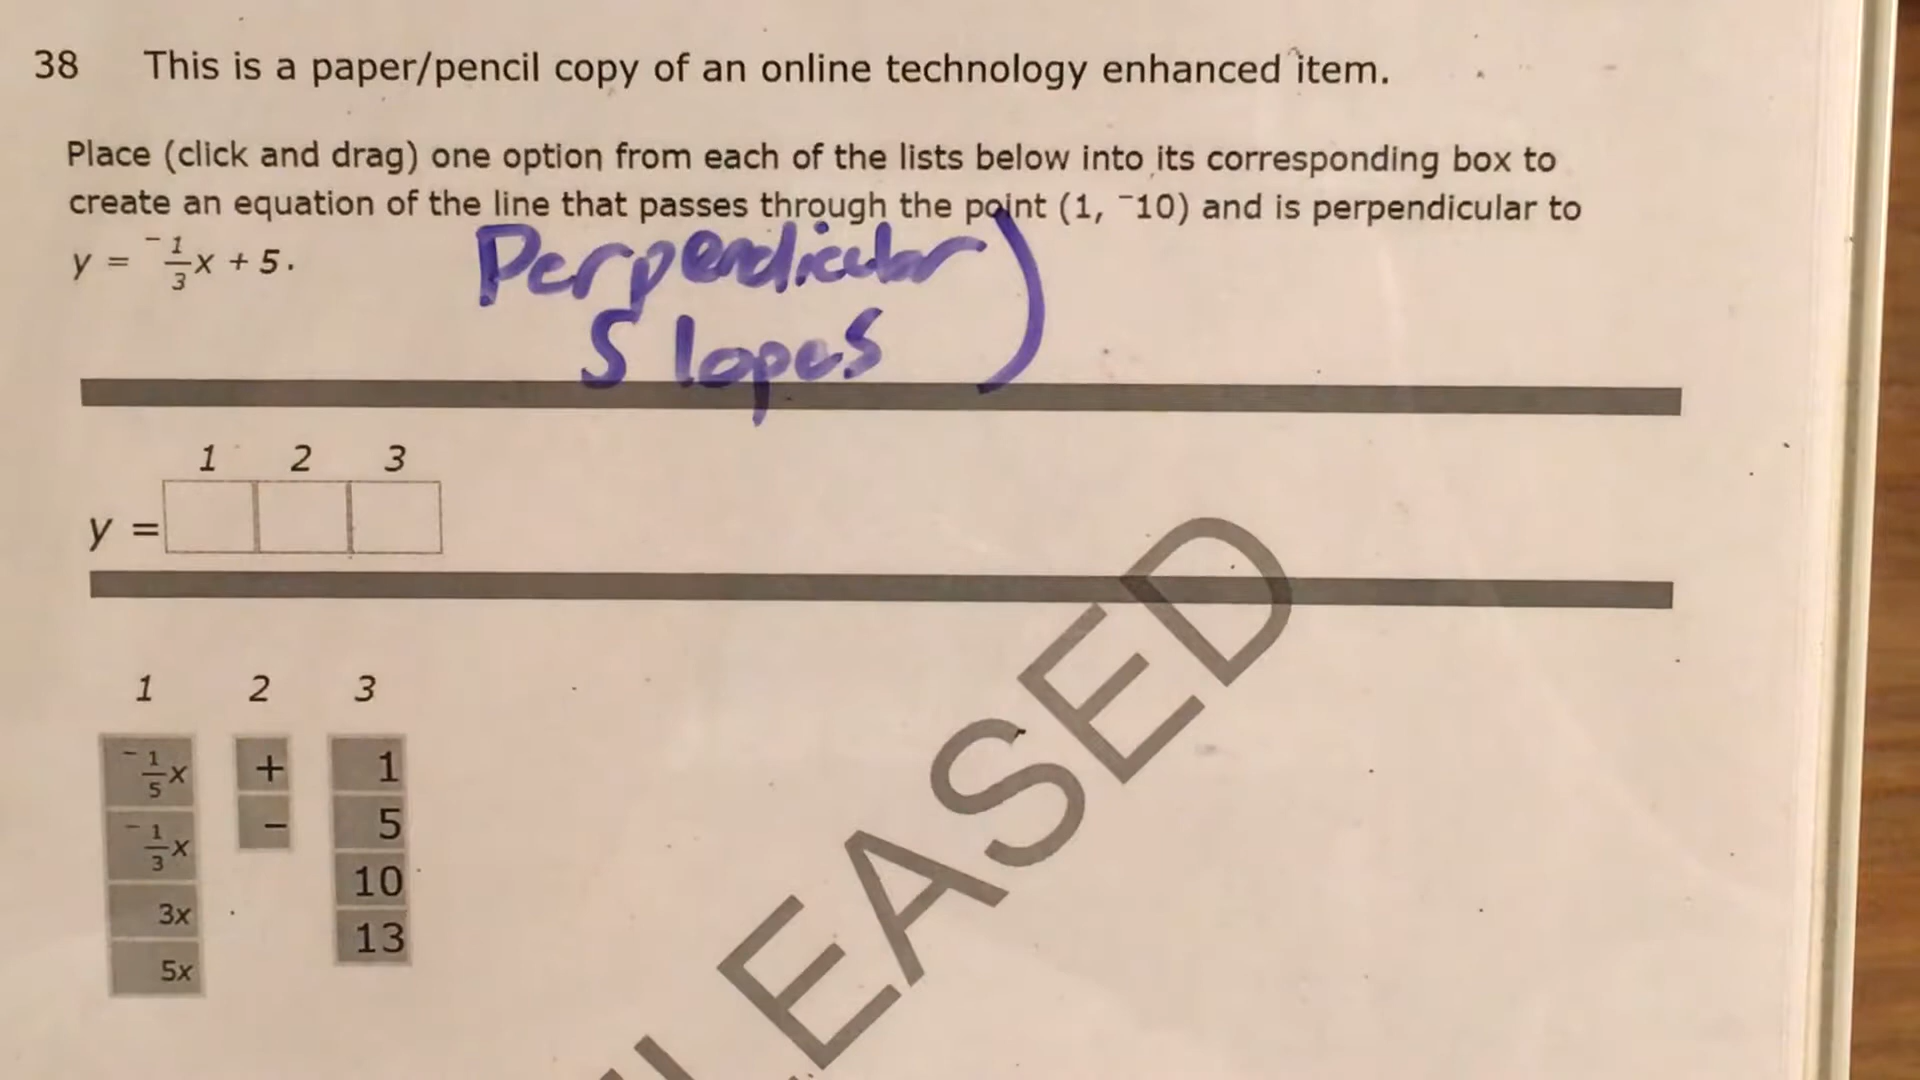 38 This is a paper/pencil copy of an online technology enhanced item.
Place (click and drag) one option from each of the lists below into its corresponding box to
create an equation of the line that passes through the point (1, ⁻10) and is perpendicular to
y = ⁻1/3x + 5.
Perpendicular
Slopes
1 2 3
y =
1 2 3
⁻1/5x + 1
⁻1/3x − 5
3x 10
5x 13
LEASED